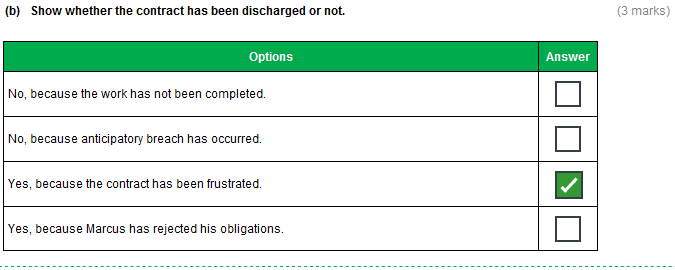 (b) Show whether the contract has been discharged or not. (3 marks)
Options Answer
No, because the work has not been completed.
No, because anticipatory breach has occurred.
Yes, because the contract has been frustrated.
Yes, because Marcus has rejected his obligations.